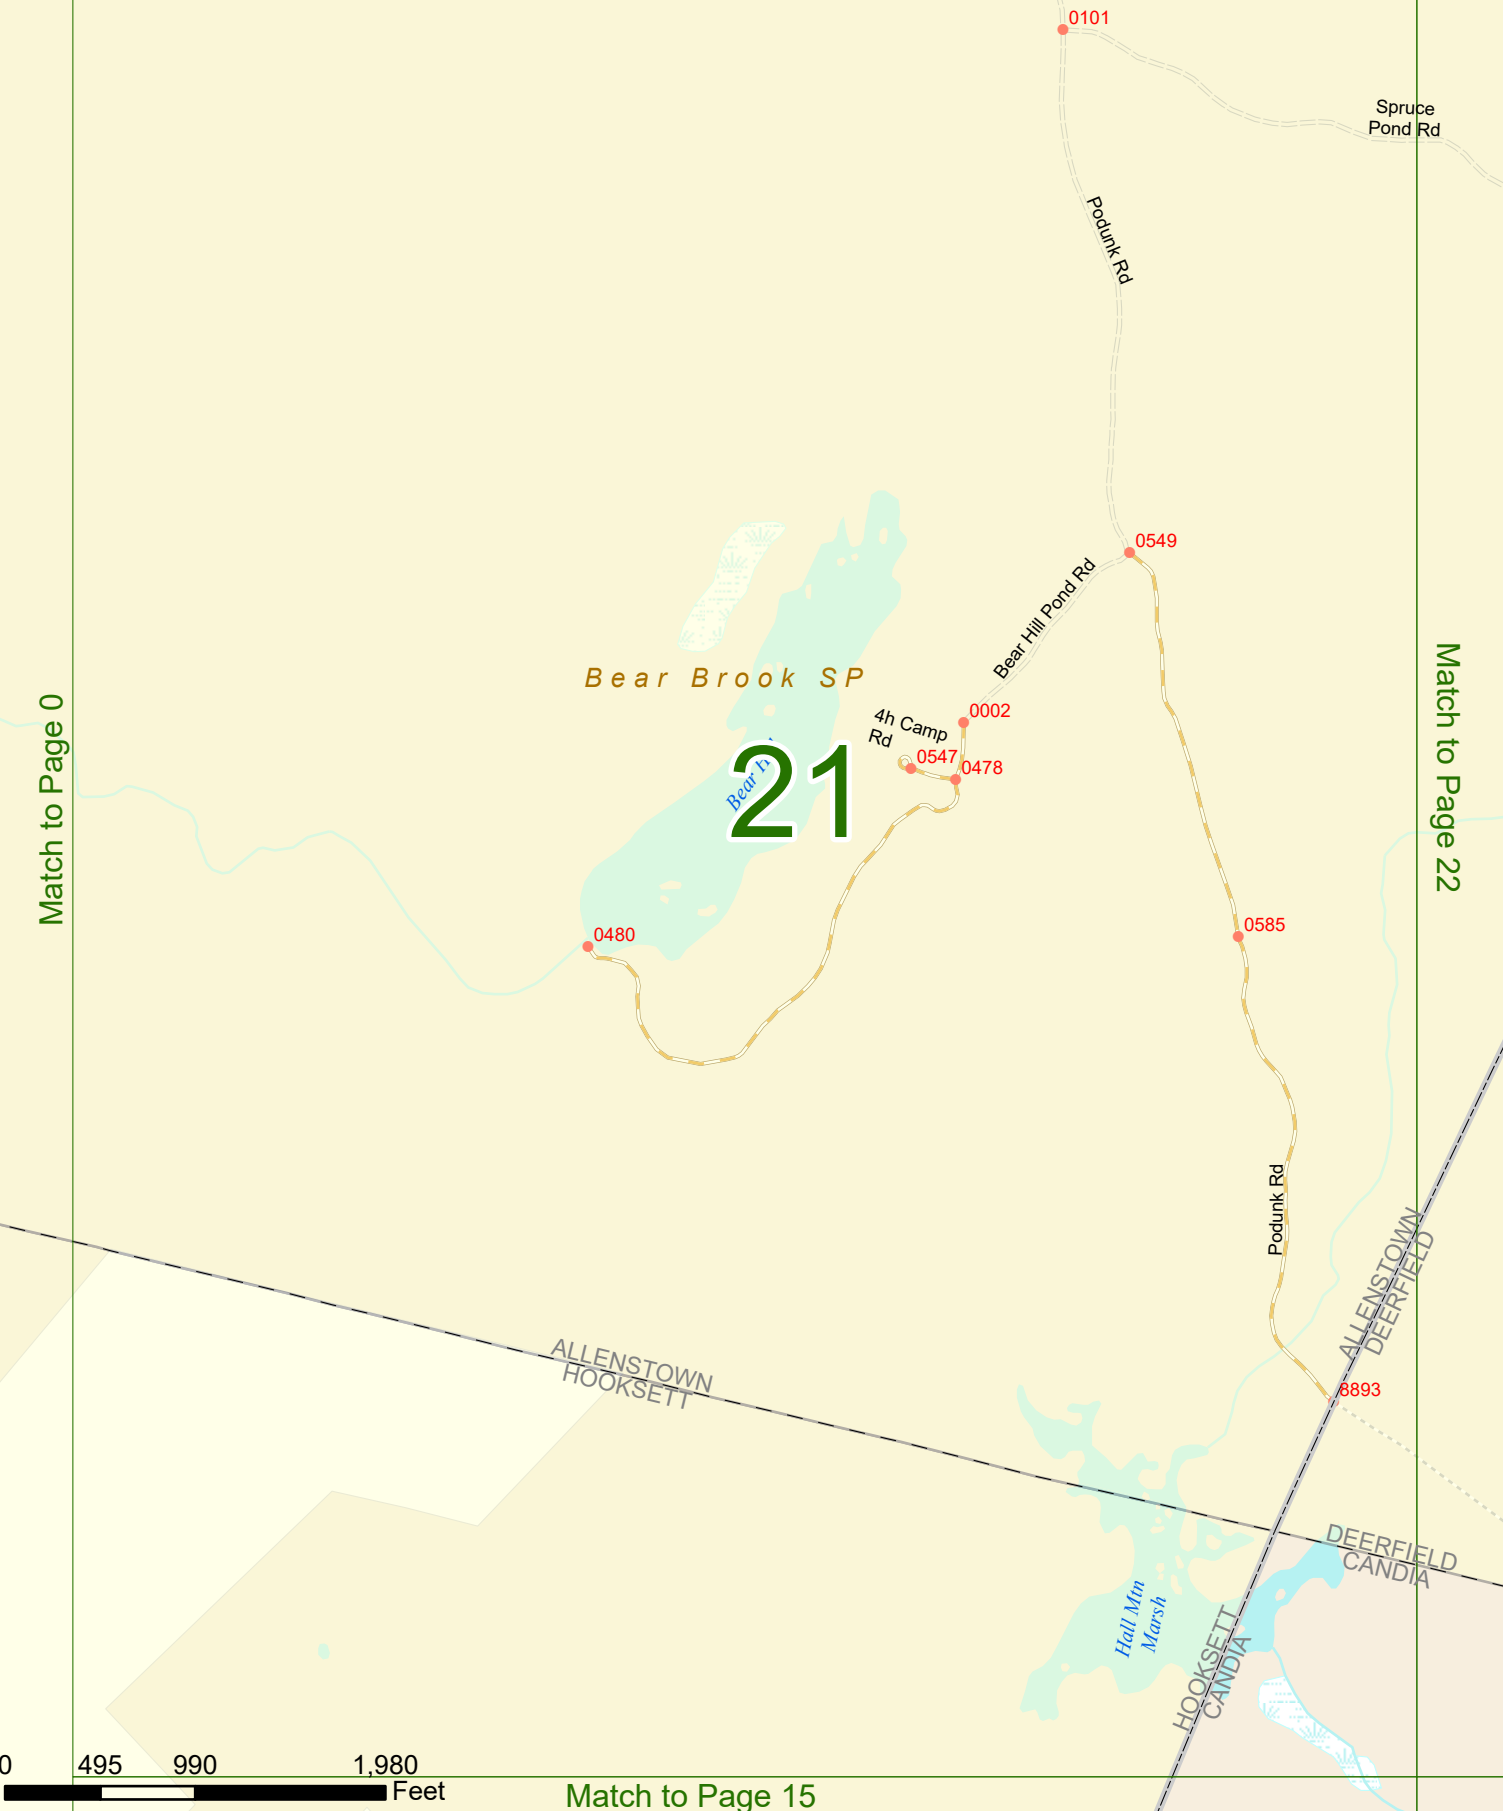 0101
Spruce
Pond Rd
Podunk Rd
0549
Bear Hill Pond Rd
Bear Brook SP
0002
4h Camp
Rd
0547
0478
Bear
21
Match to Page 0
Match to Page 22
0480
0585
Podunk Rd
ALLENSTOWN
DEERFIELD
ALLENSTOWN
HOOKSETT
8893
DEERFIELD
CANDIA
Hall Mtn
Marsh
HOOKSETT
CANDIA
0 495 990 1,980
Feet
Match to Page 15